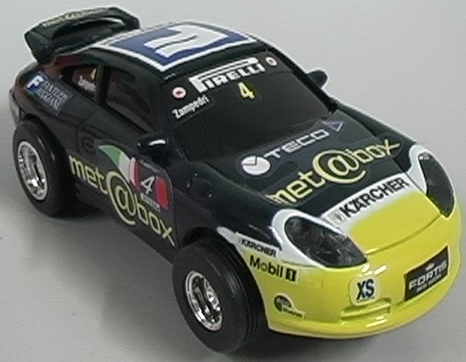 PIRELLI
4
Zampedri
TECO
met@box
KÄRCHER
met@box
4
KÄRCHER
Mobil 1
XS
FORTIS